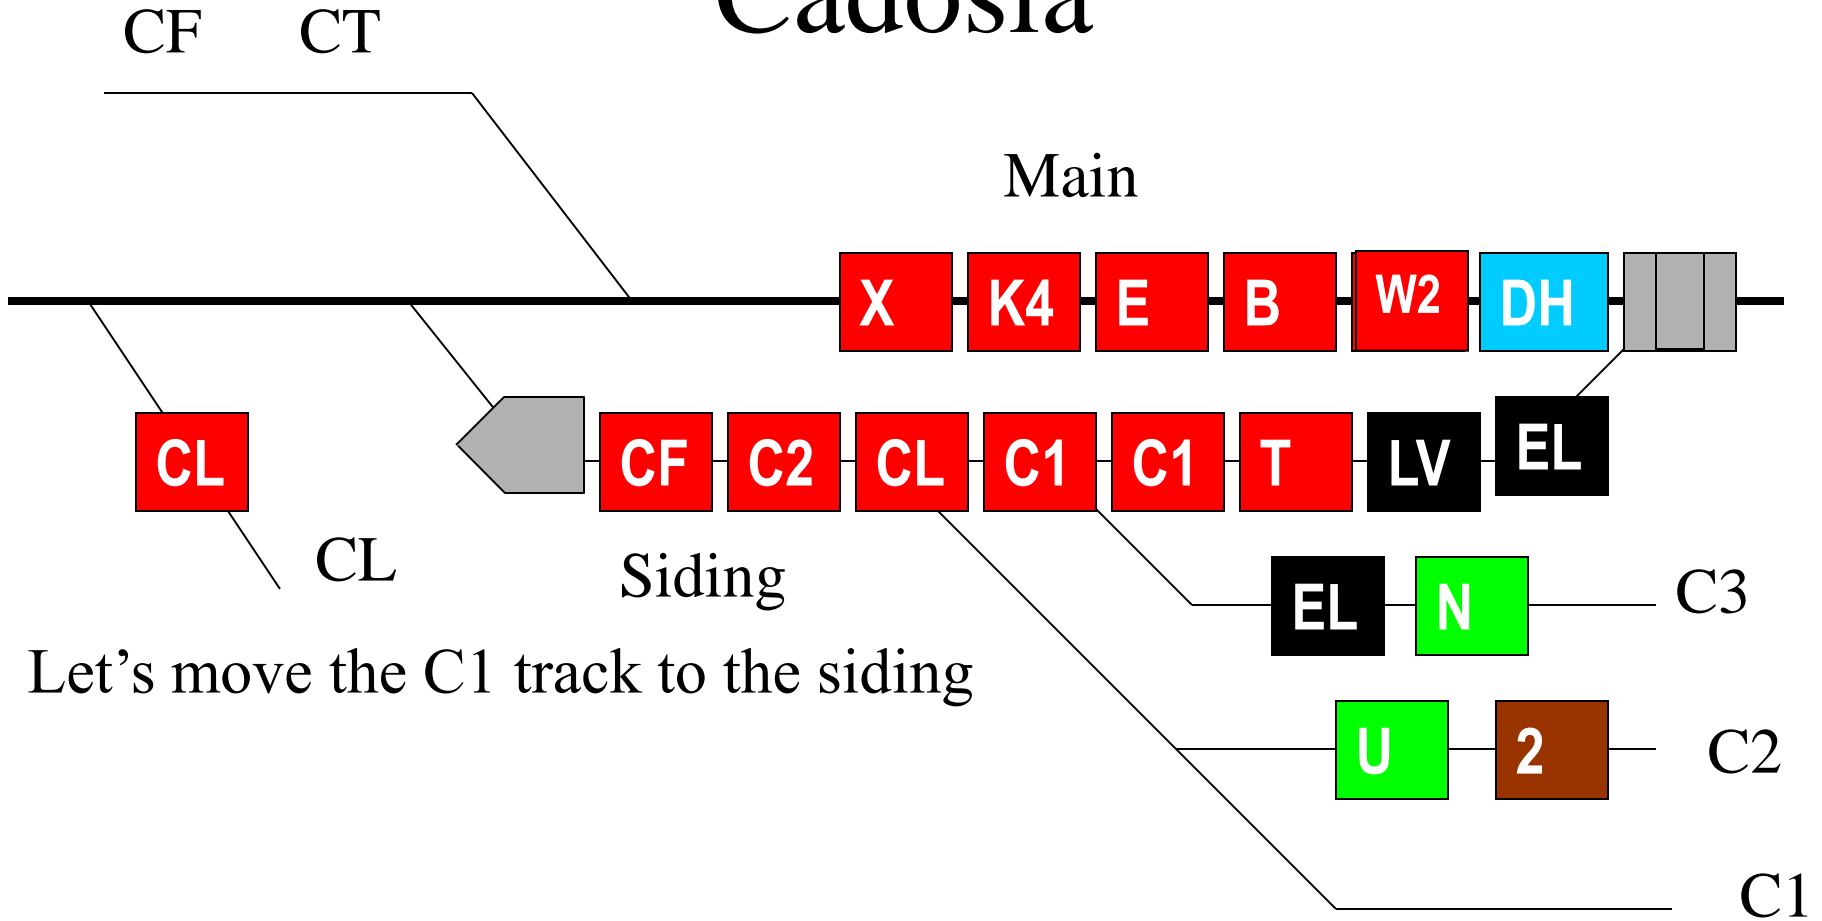 Cadosia
CF CT
Main
X K4 E B W2 DH
CL CF C2 CL C1 C1 T LV EL
CL
Siding
EL N C3
Let’s move the C1 track to the siding
U 2 C2
C1